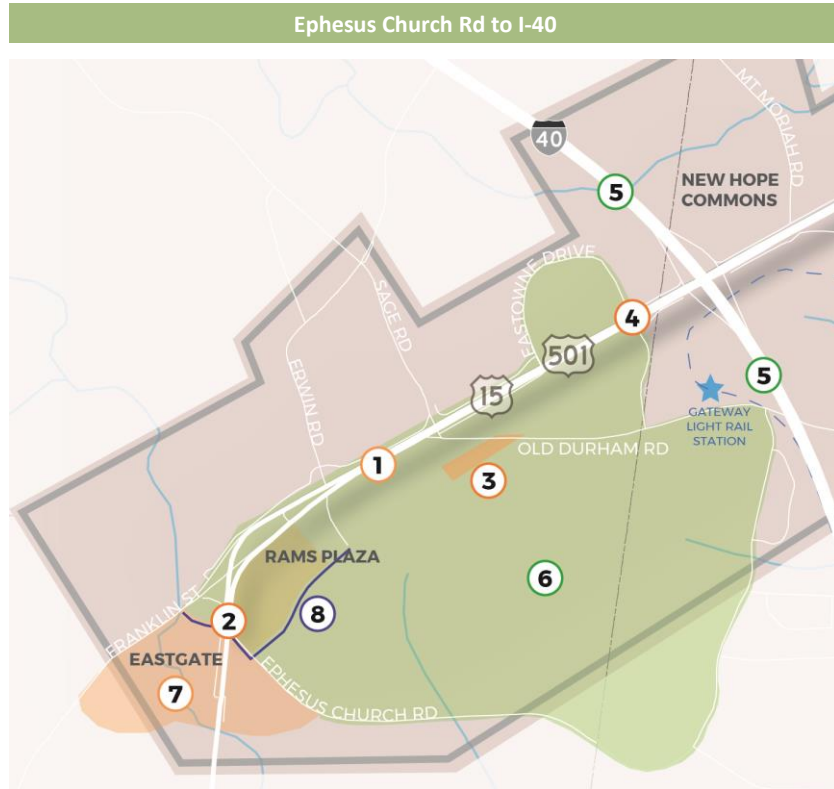 Ephesus Church Rd to I-40
40
MT MORIAH RD
5
NEW HOPE
COMMONS
EASTOWNE DRIVE
SAGE RD
4
501
ERWIN RD
15
5
GATEWAY
LIGHT RAIL
STATION
OLD DURHAM RD
1
3
RAMS PLAZA
6
FRANKLIN ST
8
2
EASTGATE
EPHESUS CHURCH RD
7